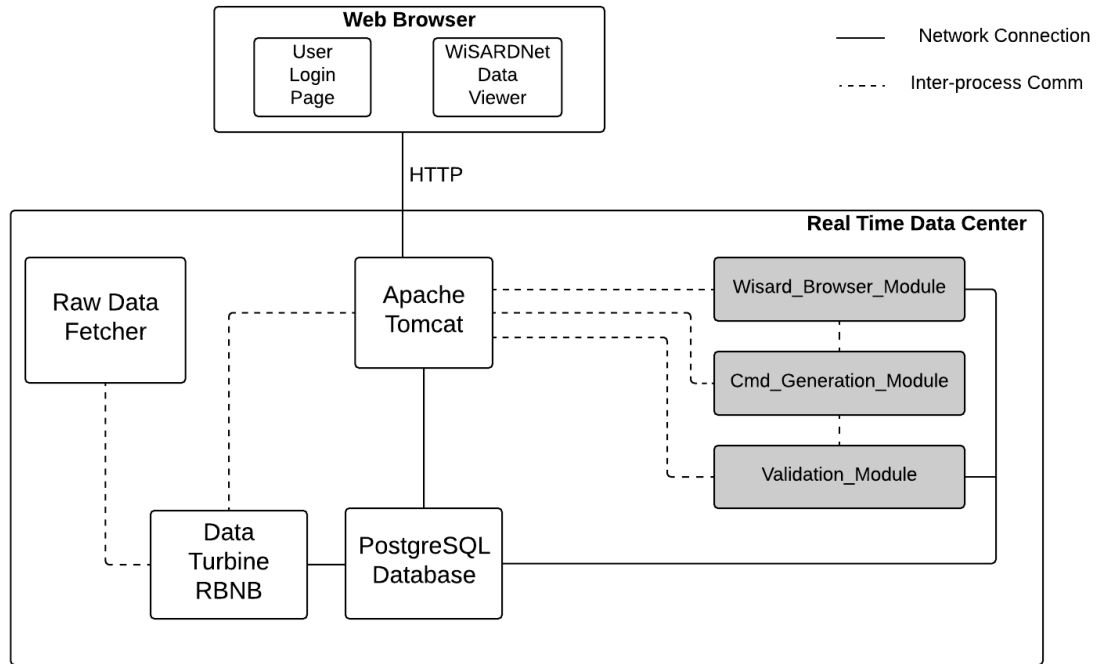 Web Browser
User
Login
Page
WiSARDNet
Data
Viewer
Network Connection
Inter-process Comm
HTTP
Real Time Data Center
Raw Data
Fetcher
Apache
Tomcat
Wisard_Browser_Module
Cmd_Generation_Module
Validation_Module
Data
Turbine
RBNB
PostgreSQL
Database